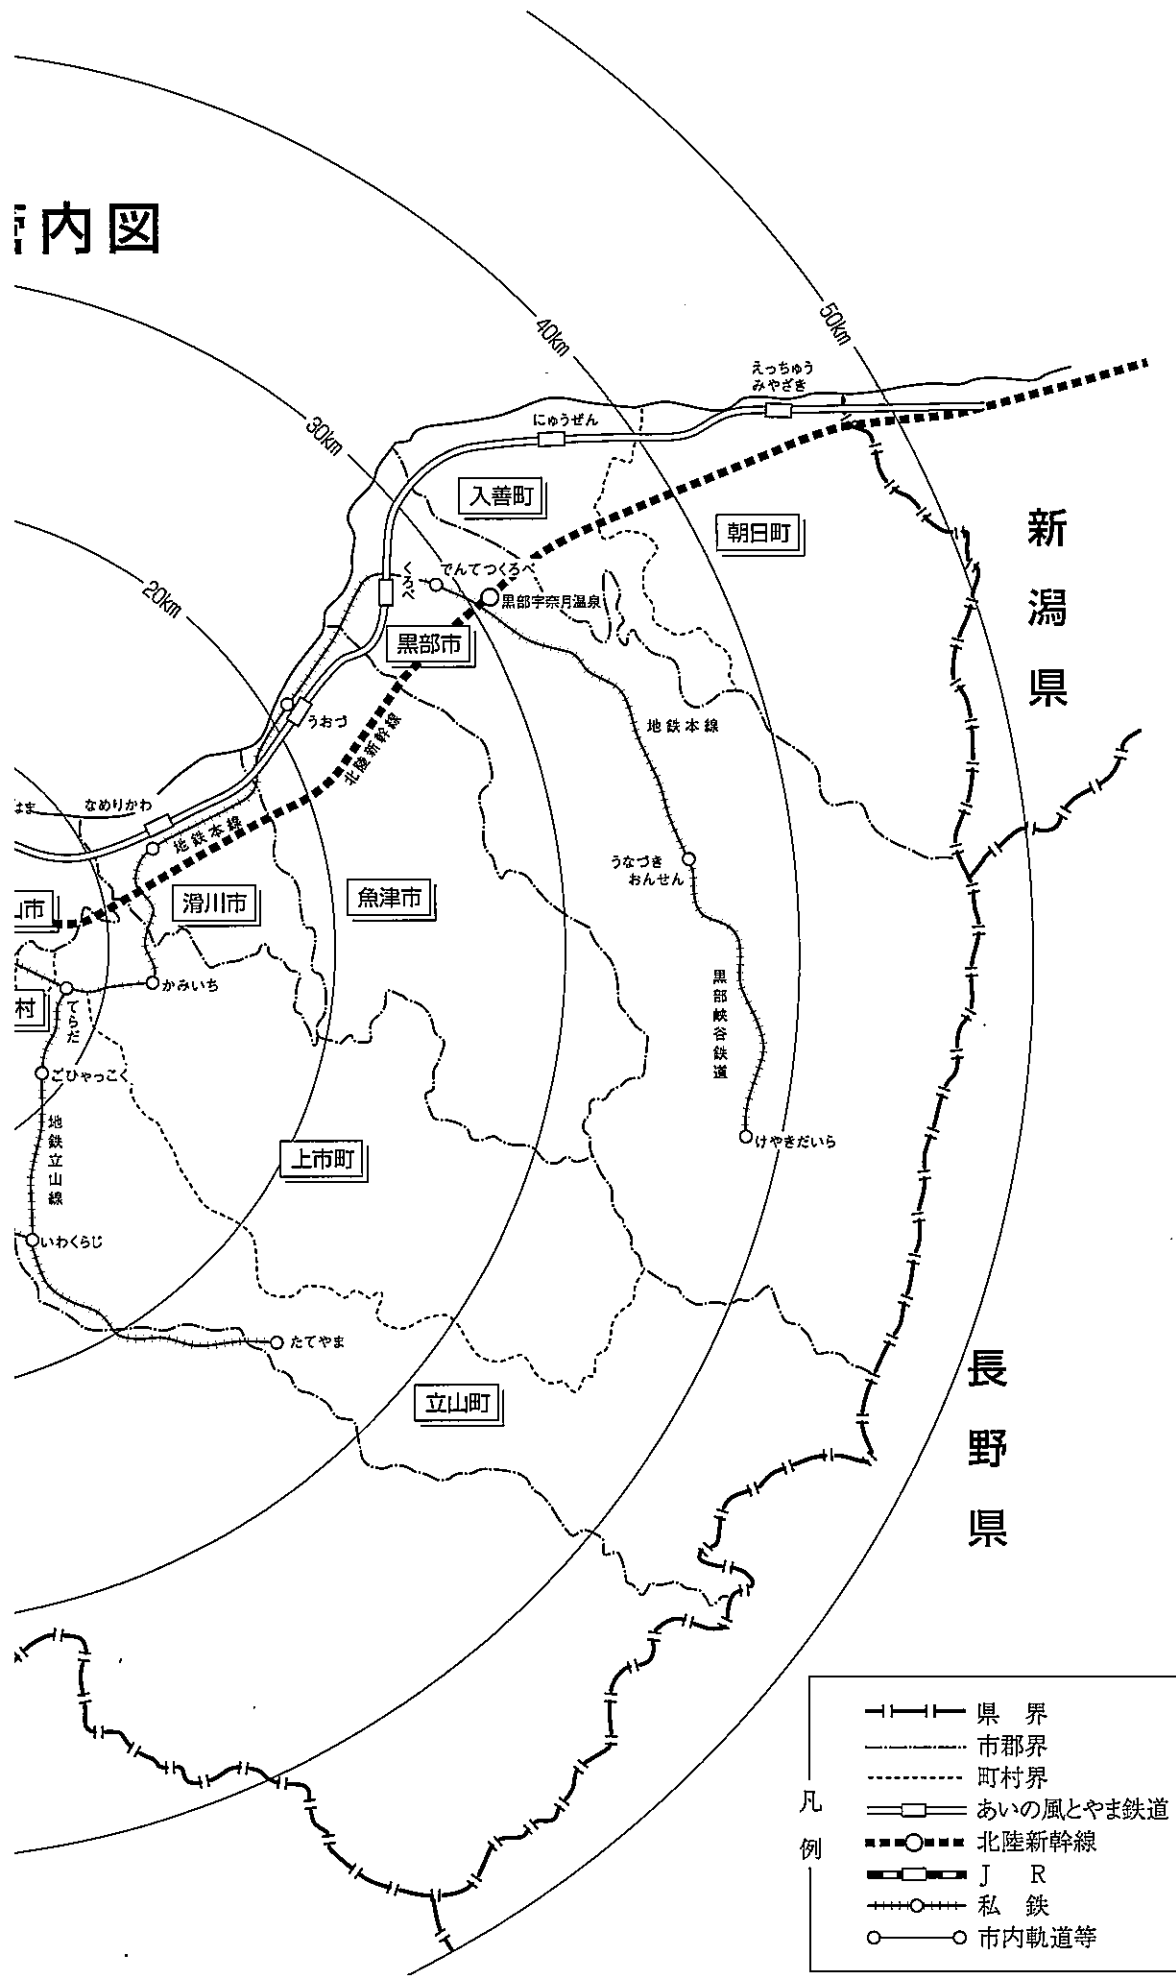 内図
50km
40km
30km
20km
えっちゅう
みやざき
にゅうぜん
入善町
朝日町
新潟県
でんてつくろべ
くろべ
黒部宇奈月温泉
黒部市
うおづ
北陸新幹線
地鉄本線
はま
なめりかわ
地鉄本線
うなづき
おんせん
山市
滑川市
魚津市
かみいち
村
てらだ
黒部峡谷鉄道
ごひゃっこく
地鉄立山線
けやきだいら
上市町
いわくらじ
たてやま
立山町
長野県
凡例
県界
市郡界
町村界
あいの風とやま鉄道
北陸新幹線
JR
私鉄
市内軌道等